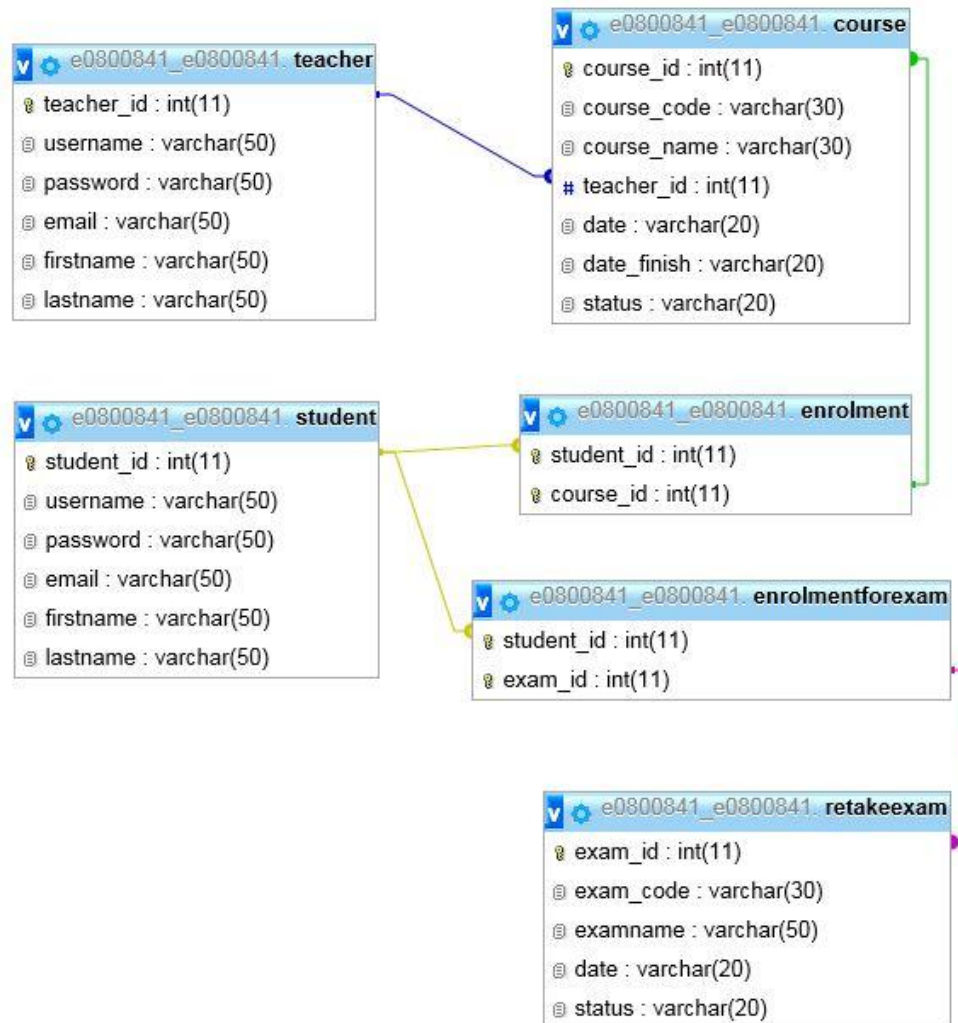 v e0800841_e0800841. teacher
teacher_id : int(11)
username : varchar(50)
password : varchar(50)
email : varchar(50)
firstname : varchar(50)
lastname : varchar(50)
v e0800841_e0800841. course
course_id : int(11)
course_code : varchar(30)
course_name : varchar(30)
# teacher_id : int(11)
date : varchar(20)
date_finish : varchar(20)
status : varchar(20)
v e0800841_e0800841. student
student_id : int(11)
username : varchar(50)
password : varchar(50)
email : varchar(50)
firstname : varchar(50)
lastname : varchar(50)
v e0800841_e0800841. enrolment
student_id : int(11)
course_id : int(11)
v e0800841_e0800841. enrolmentforexam
student_id : int(11)
exam_id : int(11)
v e0800841_e0800841. retakeexam
exam_id : int(11)
exam_code : varchar(30)
examname : varchar(50)
date : varchar(20)
status : varchar(20)